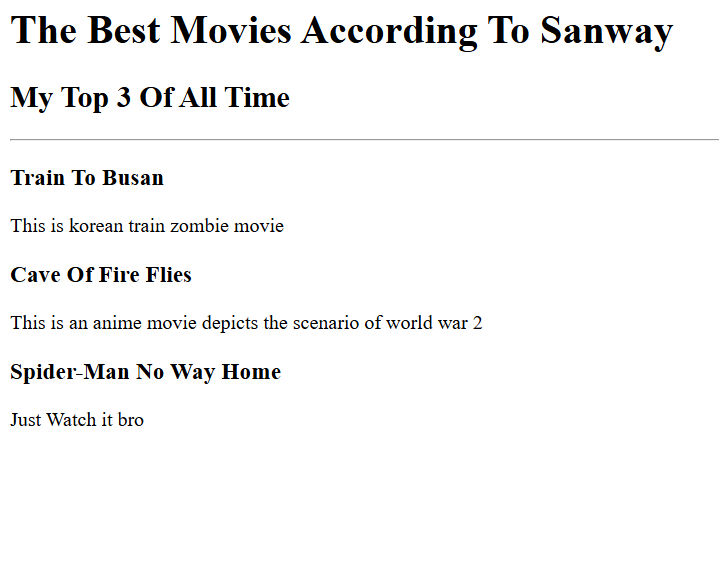 The Best Movies According To Sanway
My Top 3 Of All Time
Train To Busan
This is korean train zombie movie
Cave Of Fire Flies
This is an anime movie depicts the scenario of world war 2
Spider-Man No Way Home
Just Watch it bro